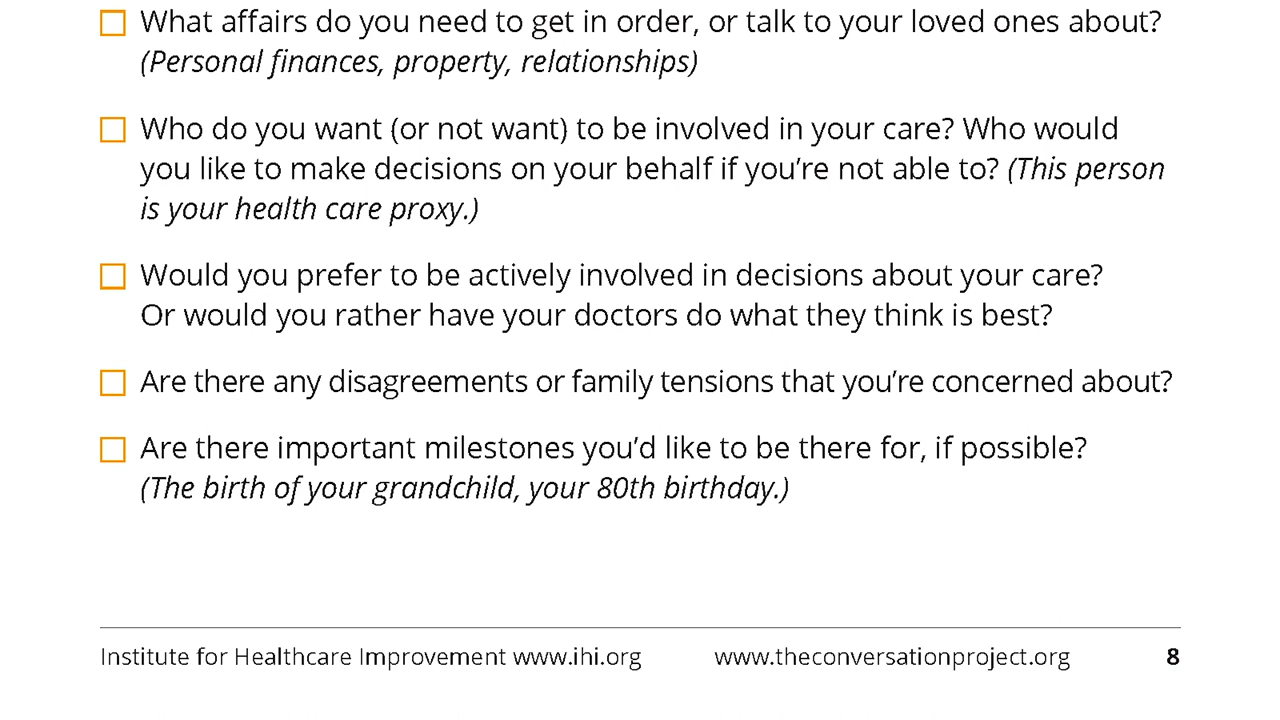 What affairs do you need to get in order, or talk to your loved ones about?
(Personal finances, property, relationships)
Who do you want (or not want) to be involved in your care? Who would
you like to make decisions on your behalf if you’re not able to? (This person
is your health care proxy.)
Would you prefer to be actively involved in decisions about your care?
Or would you rather have your doctors do what they think is best?
Are there any disagreements or family tensions that you’re concerned about?
Are there important milestones you’d like to be there for, if possible?
(The birth of your grandchild, your 80th birthday.)
Institute for Healthcare Improvement www.ihi.org www.theconversationproject.org 8